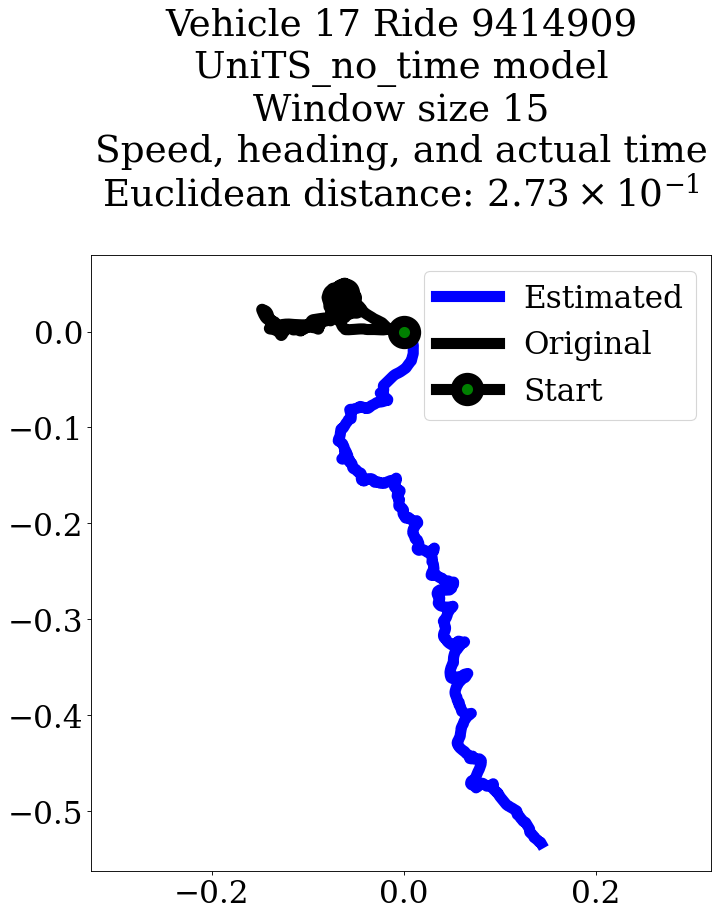 Vehicle 17 Ride 9414909
UniTS_no_time model
Window size 15
Speed, heading, and actual time
Euclidean distance: 2.73 × 10⁻¹
Estimated
Original
Start
0.0
−0.1
−0.2
−0.3
−0.4
−0.5
−0.2 0.0 0.2